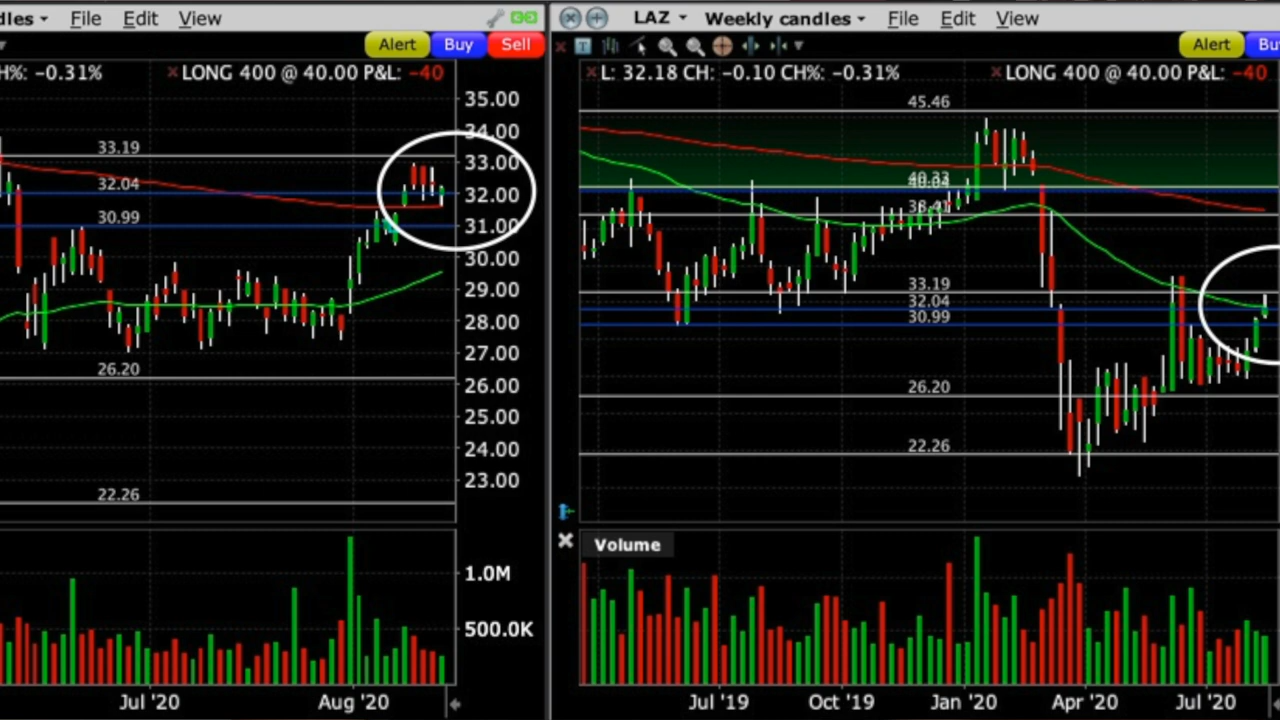 les File Edit View
Alert Buy Sell
H%: -0.31% LONG 400 @ 40.00 P&L: -40
35.00
34.00
33.19
33.00
32.04
32.00
30.99
31.00
30.00
29.00
28.00
27.00
26.20
26.00
25.00
24.00
23.00
22.26
1.0M
500.0K
Jul '20 Aug '20
LAZ Weekly candles File Edit View
T
Alert Bu
L: 32.18 CH: -0.10 CH%: -0.31% LONG 400 @ 40.00 P&L: -40
45.46
40.33
40.04
38.41
33.19
32.04
30.99
26.20
22.26
Volume
Jul '19 Oct '19 Jan '20 Apr '20 Jul '20